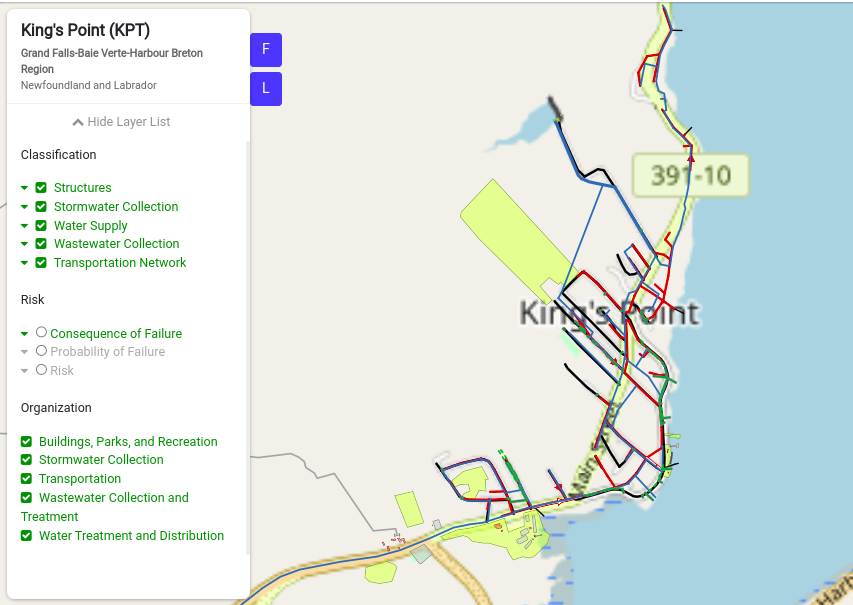 King's Point (KPT)
Grand Falls-Baie Verte-Harbour Breton
Region
Newfoundland and Labrador
Hide Layer List
Classification
Structures
Stormwater Collection
Water Supply
Wastewater Collection
Transportation Network
Risk
Consequence of Failure
Probability of Failure
Risk
Organization
Buildings, Parks, and Recreation
Stormwater Collection
Transportation
Wastewater Collection and
Treatment
Water Treatment and Distribution
F
L
391-10
King's Point
Main
Harb